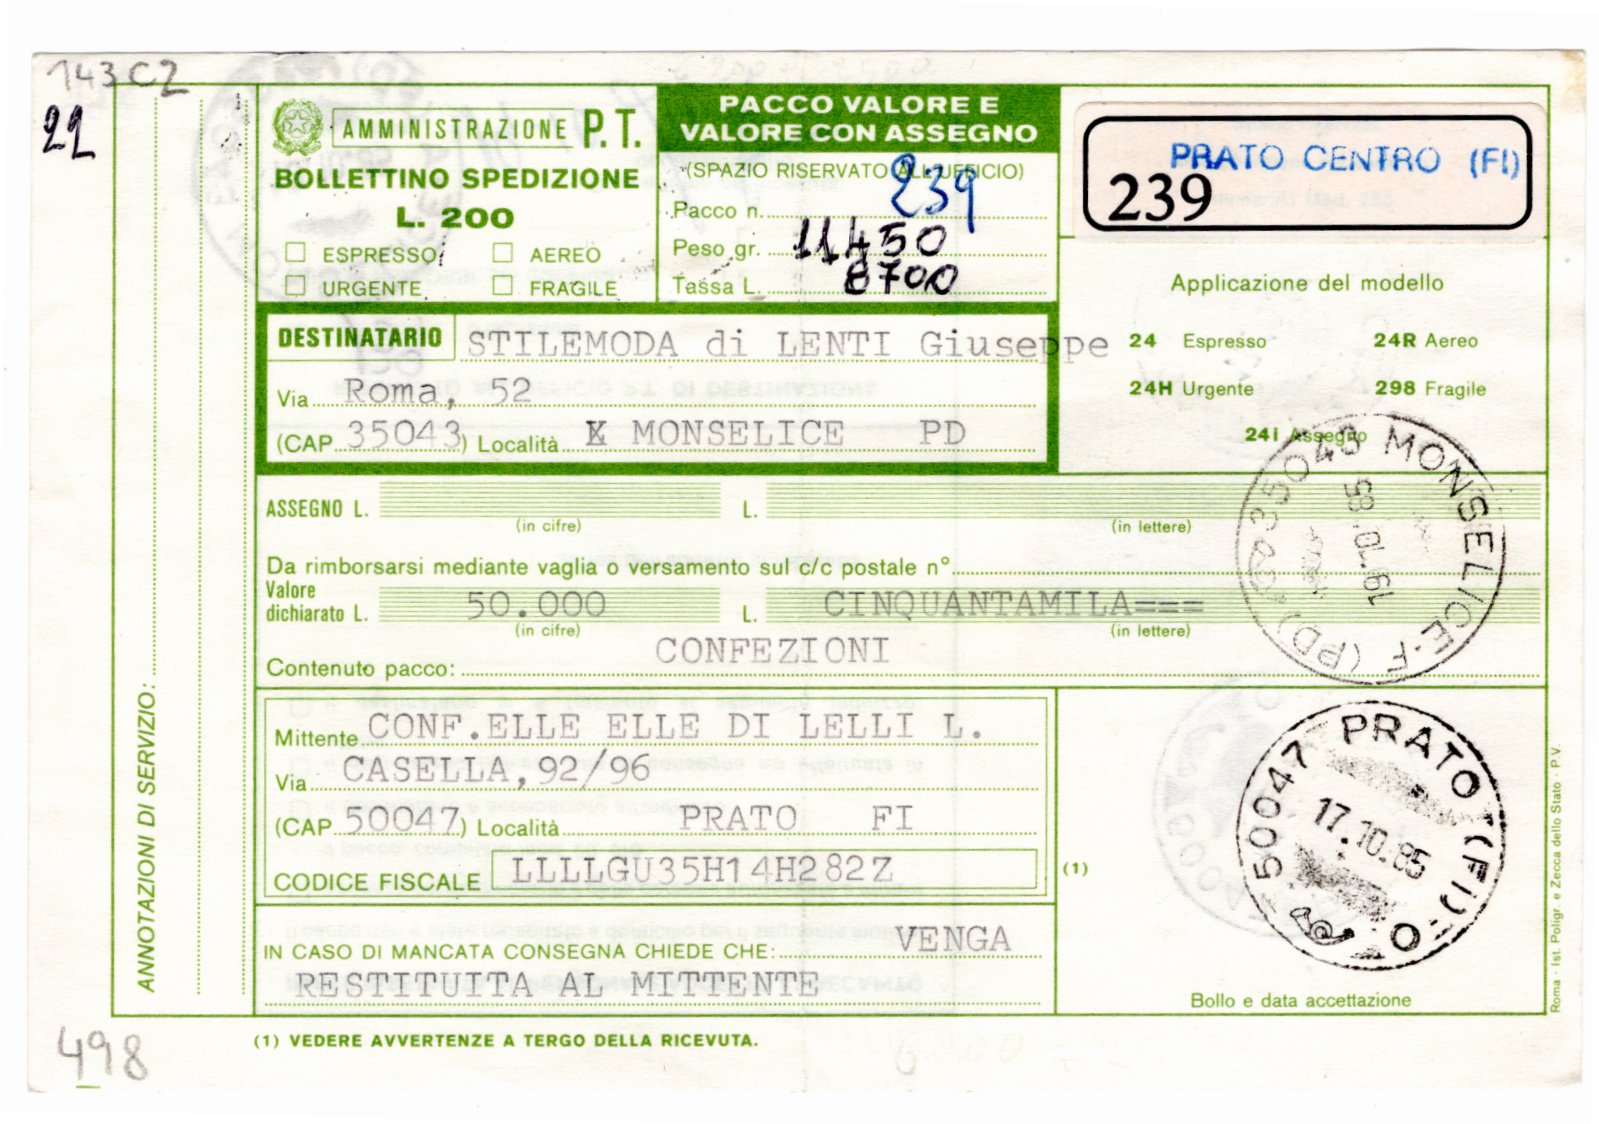 143 C2
22
AMMINISTRAZIONE P.T.
BOLLETTINO SPEDIZIONE
L. 200
ESPRESSO AEREO
URGENTE FRAGILE
PACCO VALORE E
VALORE CON ASSEGNO
(SPAZIO RISERVATO ALL'UFFICIO)
Pacco n. 239
Peso gr. 11450
Tassa L. 8700
PRATO CENTRO (FI)
239
Applicazione del modello
24 Espresso 24R Aereo
24H Urgente 298 Fragile
24i Assegno
DESTINATARIO STILEMODA di LENTI Giuseppe
Via Roma, 52
(CAP 35043) Località MONSELICE PD
ASSEGNO L. L.
(in cifre) (in lettere)
Da rimborsarsi mediante vaglia o versamento sul c/c postale n°
Valore
dichiarato L. 50.000 L. CINQUANTAMILA===
(in cifre) (in lettere)
Contenuto pacco: CONFEZIONI
35043 MONSELICE-F (PD)
19.10.85
Mittente CONF.ELLE ELLE DI LELLI L.
Via CASELLA,92/96
(CAP 50047) Località PRATO FI
CODICE FISCALE LLLLGU35H14H282Z
(1)
50047 PRATO (FI)-O
17.10.85
IN CASO DI MANCATA CONSEGNA CHIEDE CHE: VENGA
RESTITUITA AL MITTENTE
Bollo e data accettazione
ANNOTAZIONI DI SERVIZIO:
Roma - Ist. Poligr. e Zecca dello Stato - P.V.
(1) VEDERE AVVERTENZE A TERGO DELLA RICEVUTA.
498